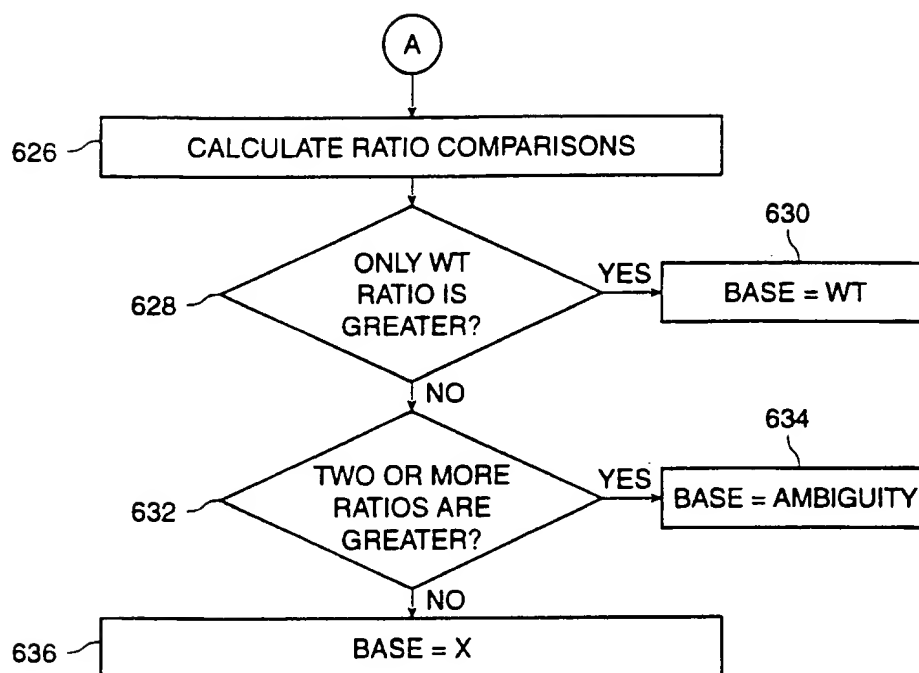 A
626
CALCULATE RATIO COMPARISONS
628
ONLY WT
RATIO IS
GREATER?
YES
630
BASE = WT
NO
632
TWO OR MORE
RATIOS ARE
GREATER?
YES
634
BASE = AMBIGUITY
NO
636
BASE = X